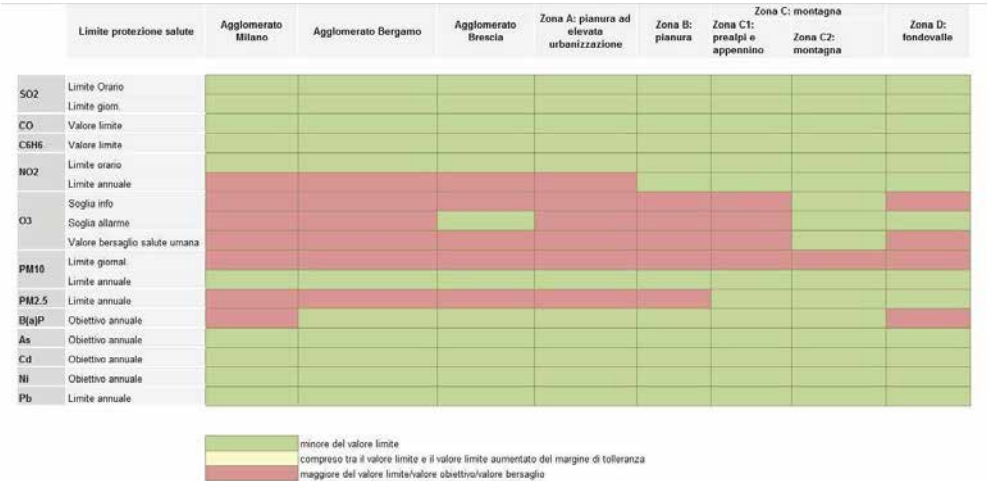 Limite protezione salute
Agglomerato Milano
Agglomerato Bergamo
Agglomerato Brescia
Zona A: pianura ad elevata urbanizzazione
Zona B: pianura
Zona C: montagna
Zona C1: prealpi e appennino
Zona C2: montagna
Zona D: fondovalle
SO2
Limite Orario
Limite giorn.
CO
Valore limite
C6H6
Valore limite
NO2
Limite orario
Limite annuale
O3
Soglia info
Soglia allarme
Valore bersaglio salute umana
PM10
Limite giornal.
Limite annuale
PM2.5
Limite annuale
B(a)P
Obiettivo annuale
As
Obiettivo annuale
Cd
Obiettivo annuale
Ni
Obiettivo annuale
Pb
Limite annuale
minore del valore limite
compreso tra il valore limite e il valore limite aumentato del margine di tolleranza
maggiore del valore limite/valore obiettivo/valore bersaglio